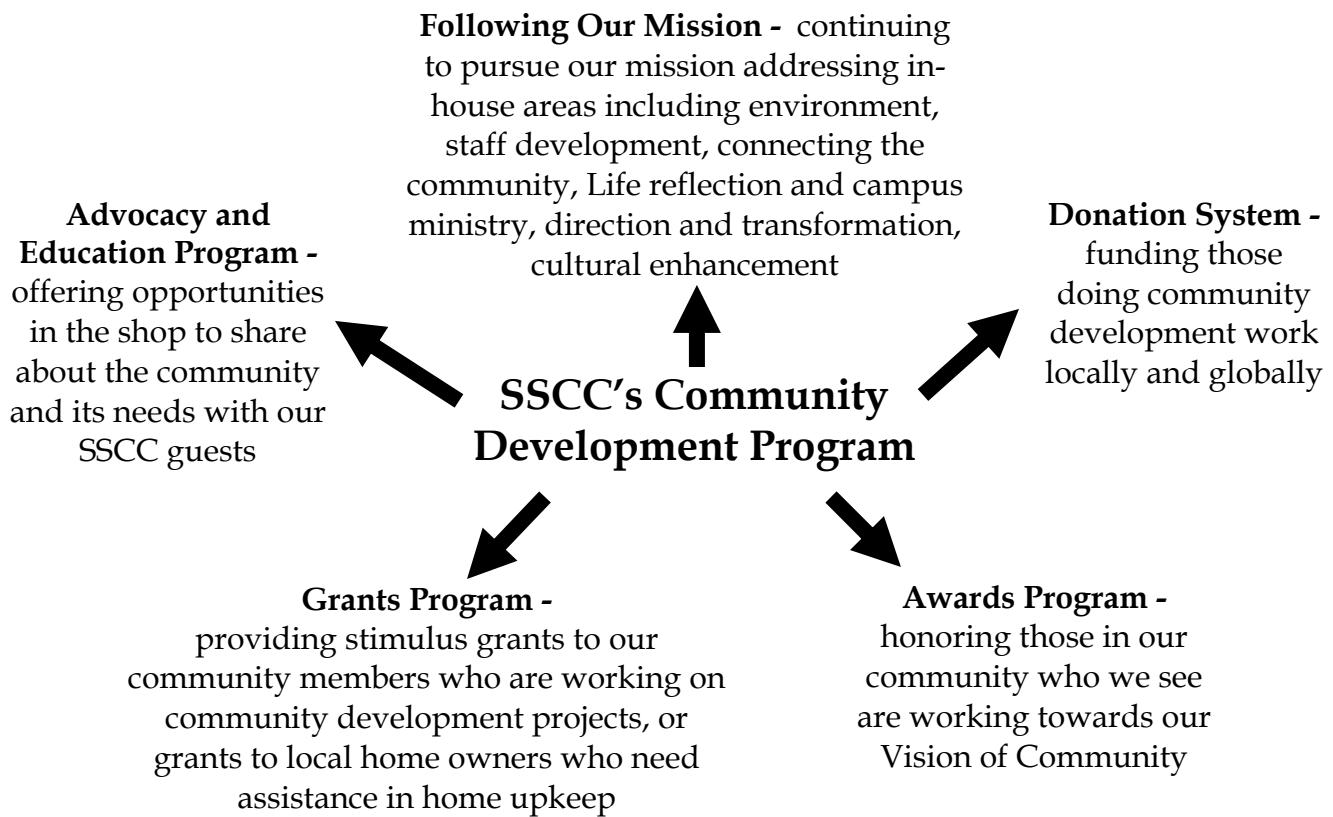 Following Our Mission -  continuing
to pursue our mission addressing in-
house areas including environment,
staff development, connecting the
community, Life reflection and campus
ministry, direction and transformation,
cultural enhancement
Advocacy and
Education Program -
offering opportunities
in the shop to share
about the community
and its needs with our
SSCC guests
Donation System -
funding those
doing community
development work
locally and globally
SSCC's Community
Development Program
Grants Program -
providing stimulus grants to our
community members who are working on
community development projects, or
grants to local home owners who need
assistance in home upkeep
Awards Program -
honoring those in our
community who we see
are working towards our
Vision of Community